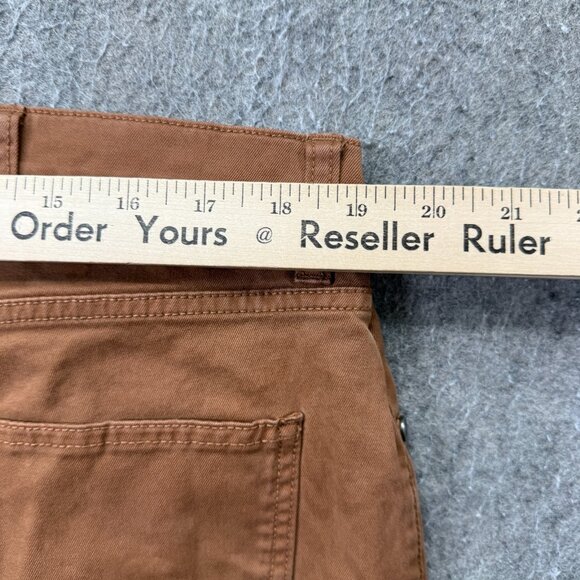 15 16 17 18 19 20 21
Order Yours @ Reseller Ruler